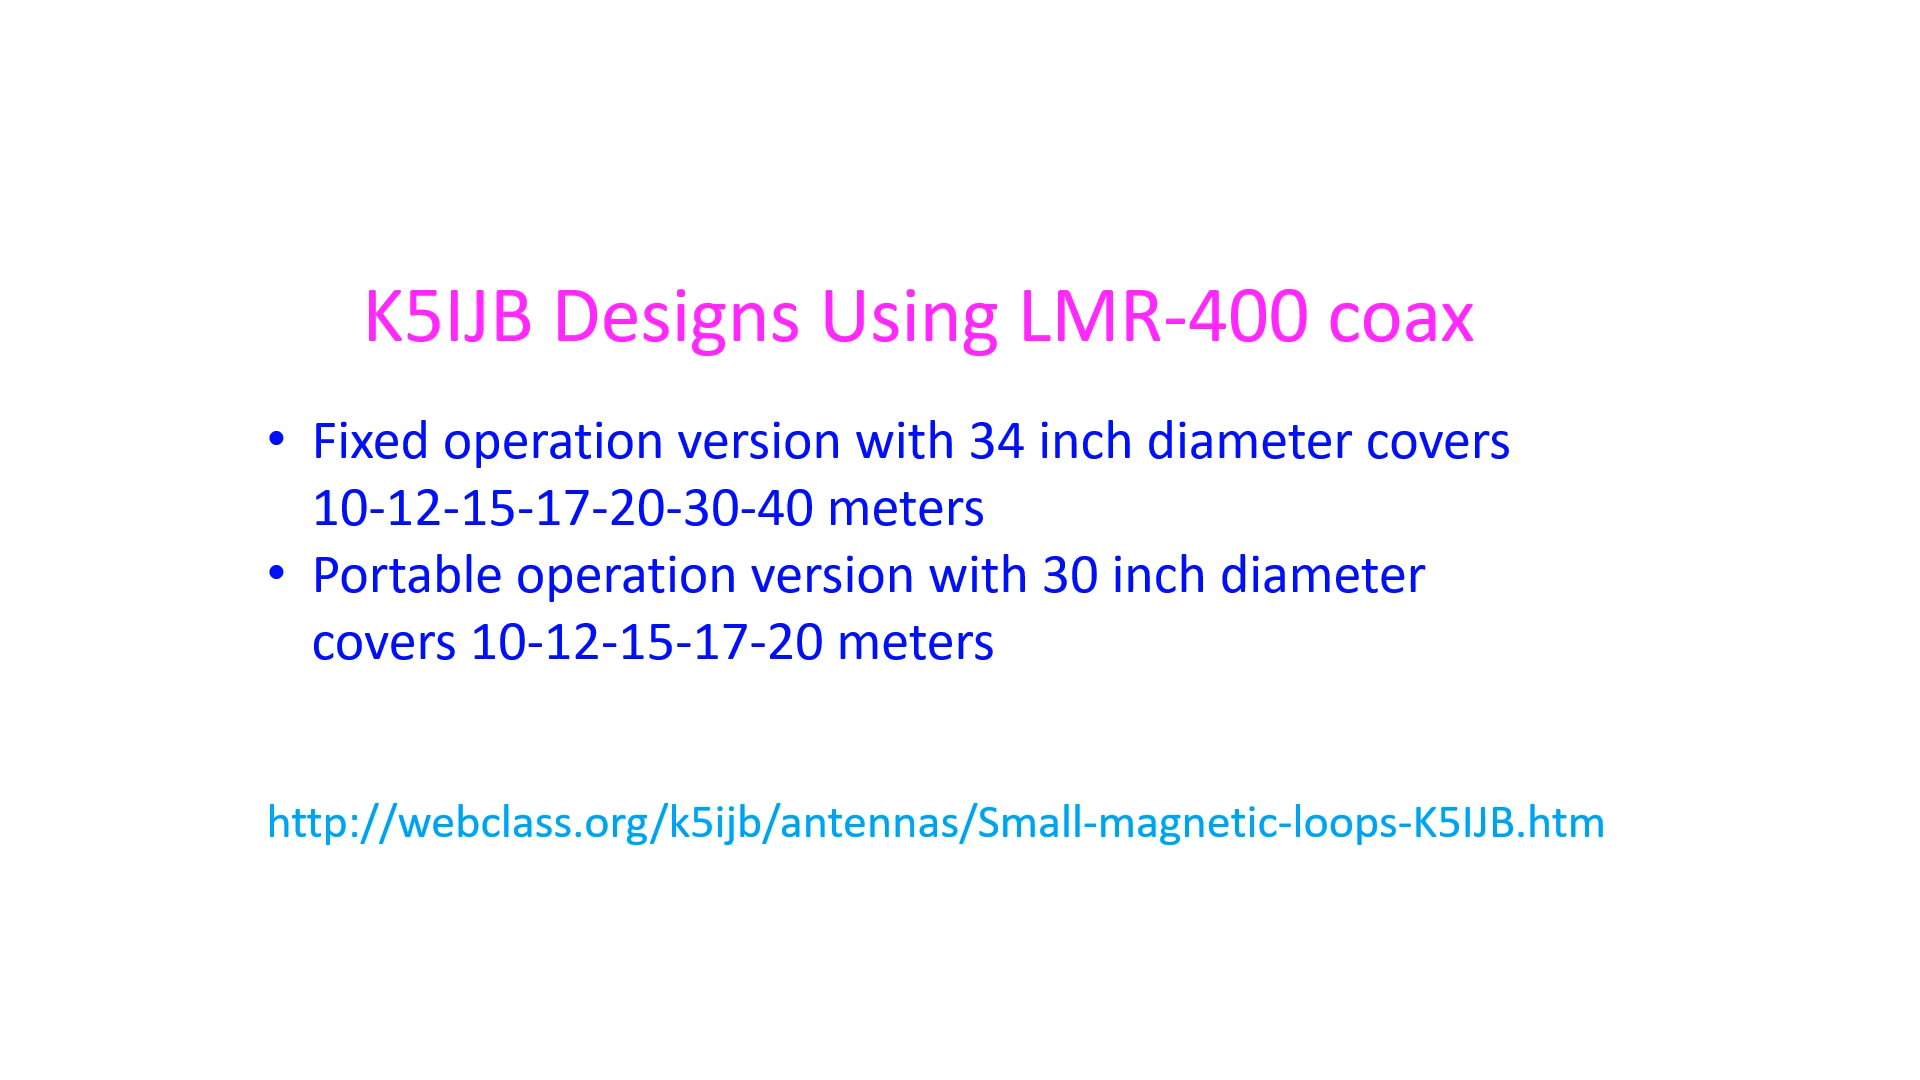 K5IJB Designs Using LMR-400 coax
• Fixed operation version with 34 inch diameter covers
10-12-15-17-20-30-40 meters
• Portable operation version with 30 inch diameter
covers 10-12-15-17-20 meters
http://webclass.org/k5ijb/antennas/Small-magnetic-loops-K5IJB.htm